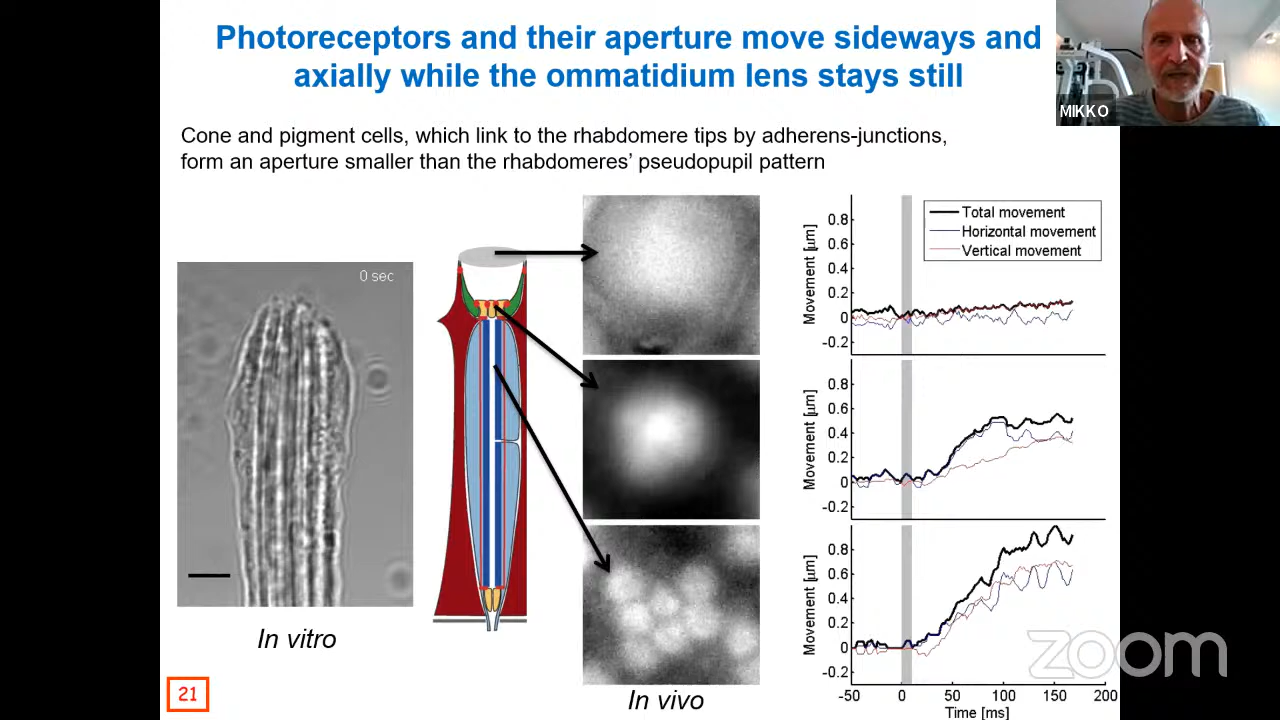 Photoreceptors and their aperture move sideways and
axially while the ommatidium lens stays still
MIKKO
Cone and pigment cells, which link to the rhabdomere tips by adherens-junctions,
form an aperture smaller than the rhabdomeres' pseudopupil pattern
0 sec
In vitro
In vivo
Total movement
Horizontal movement
Vertical movement
Movement [μm]
0.8
0.6
0.4
0.2
0
-0.2
Movement [μm]
0.8
0.6
0.4
0.2
0
-0.2
Movement [μm]
0.8
0.6
0.4
0.2
0
-0.2
-50 0 50 100 150 200
Time [ms]
zoom
21